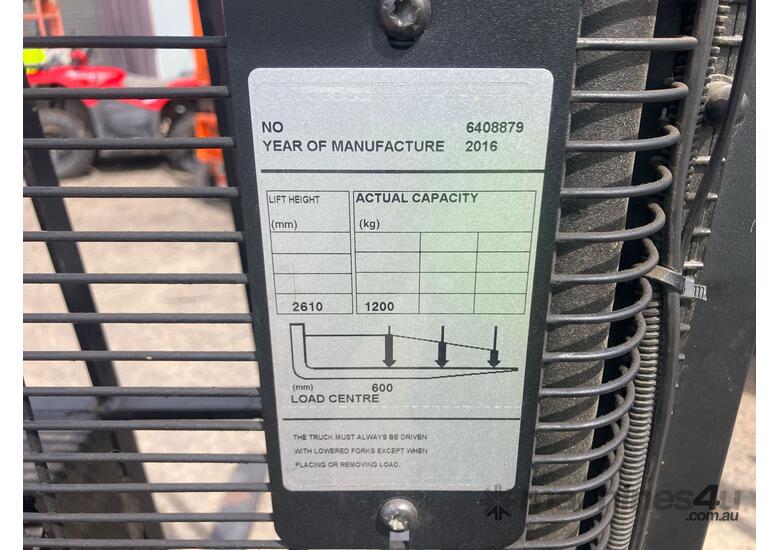 NO 6408879
YEAR OF MANUFACTURE 2016
LIFT HEIGHT ACTUAL CAPACITY
(mm) (kg)
2610 1200
(mm) 600
LOAD CENTRE
THE TRUCK MUST ALWAYS BE DRIVEN
WITH LOWERED FORKS EXCEPT WHEN
PLACING OR REMOVING LOAD.
machines4u
.com.au